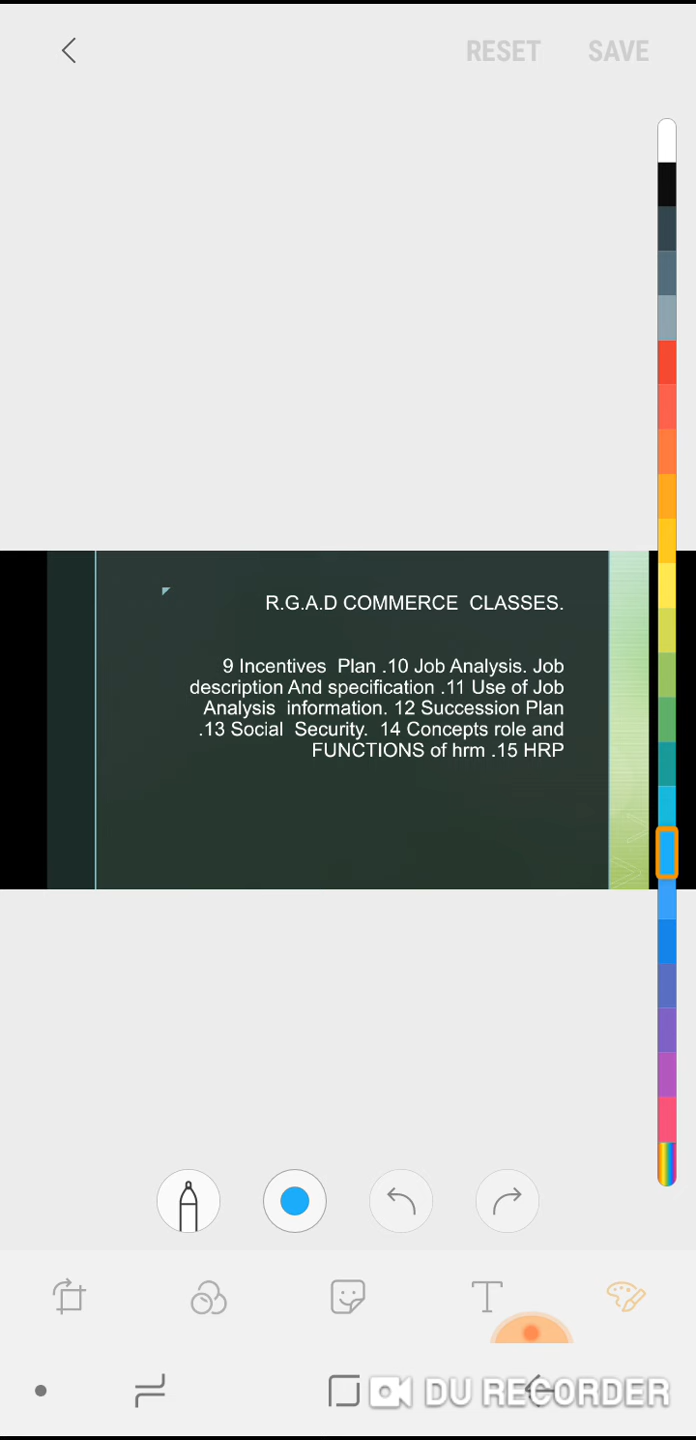 RESET SAVE
R.G.A.D COMMERCE CLASSES.
9 Incentives Plan .10 Job Analysis. Job
description And specification .11 Use of Job
Analysis information. 12 Succession Plan
.13 Social Security. 14 Concepts role and
FUNCTIONS of hrm .15 HRP
T
DU RECORDER